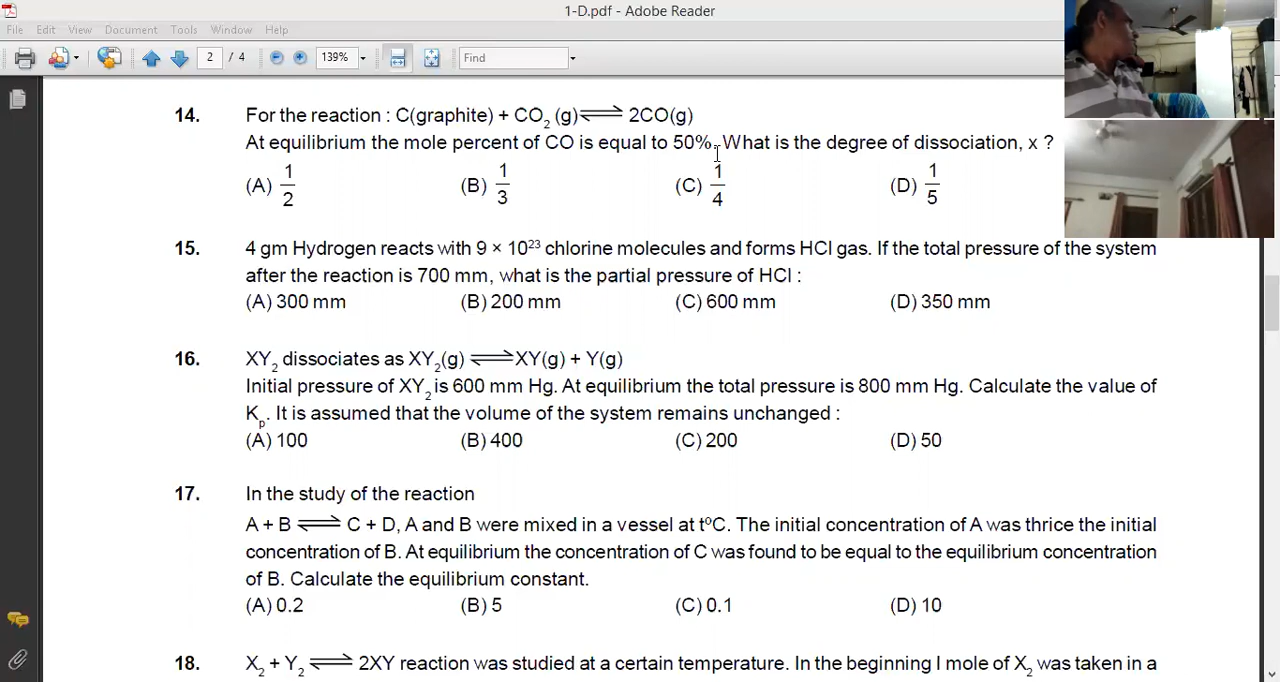 1-D.pdf - Adobe Reader
File Edit View Document Tools Window Help
2 / 4 139% Find
14. For the reaction : C(graphite) + CO₂ (g) ⇌ 2CO(g)
At equilibrium the mole percent of CO is equal to 50%. What is the degree of dissociation, x ?
(A) 1/2 (B) 1/3 (C) 1/4 (D) 1/5
15. 4 gm Hydrogen reacts with 9 × 10²³ chlorine molecules and forms HCl gas. If the total pressure of the system
after the reaction is 700 mm, what is the partial pressure of HCl :
(A) 300 mm (B) 200 mm (C) 600 mm (D) 350 mm
16. XY₂ dissociates as XY₂(g) ⇌ XY(g) + Y(g)
Initial pressure of XY₂ is 600 mm Hg. At equilibrium the total pressure is 800 mm Hg. Calculate the value of
Kₚ. It is assumed that the volume of the system remains unchanged :
(A) 100 (B) 400 (C) 200 (D) 50
17. In the study of the reaction
A + B ⇌ C + D, A and B were mixed in a vessel at t⁰C. The initial concentration of A was thrice the initial
concentration of B. At equilibrium the concentration of C was found to be equal to the equilibrium concentration
of B. Calculate the equilibrium constant.
(A) 0.2 (B) 5 (C) 0.1 (D) 10
18. X₂ + Y₂ ⇌ 2XY reaction was studied at a certain temperature. In the beginning I mole of X₂ was taken in a